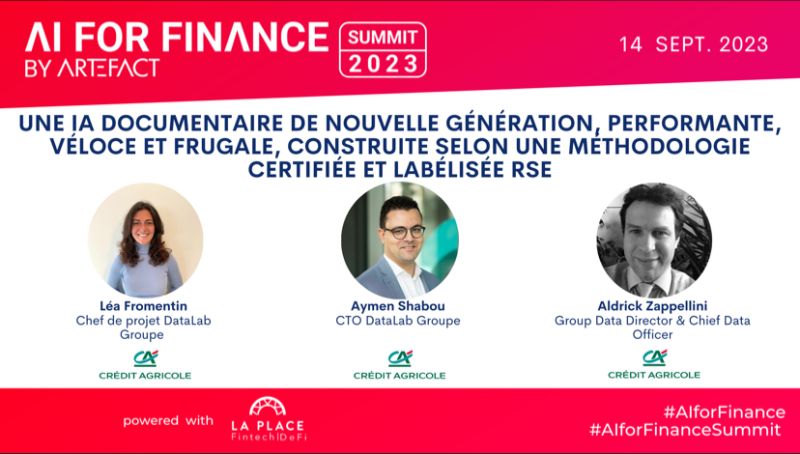 AI FOR FINANCE
BY ARTEFACT
SUMMIT
2023
14 SEPT. 2023
UNE IA DOCUMENTAIRE DE NOUVELLE GÉNÉRATION, PERFORMANTE,
VÉLOCE ET FRUGALE, CONSTRUITE SELON UNE MÉTHODOLOGIE
CERTIFIÉE ET LABÉLISÉE RSE
Léa Fromentin
Chef de projet DataLab
Groupe
CA
CRÉDIT AGRICOLE
Aymen Shabou
CTO DataLab Groupe
CA
CRÉDIT AGRICOLE
Aldrick Zappellini
Group Data Director & Chief Data
Officer
CA
CRÉDIT AGRICOLE
powered with
LA PLACE
Fintech|DeFi
#AIforFinance
#AIforFinanceSummit